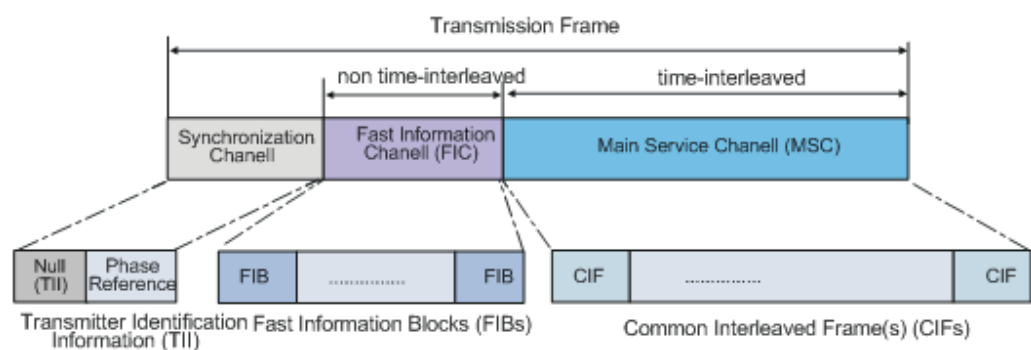 Transmission Frame
non time-interleaved
time-interleaved
Synchronization
Chanell
Fast Information
Chanell (FIC)
Main Service Chanell (MSC)
Null
(TII)
Phase
Reference
FIB
...............
FIB
CIF
...............
CIF
Transmitter Identification
Information (TII)
Fast Information Blocks (FIBs)
Common Interleaved Frame(s) (CIFs)